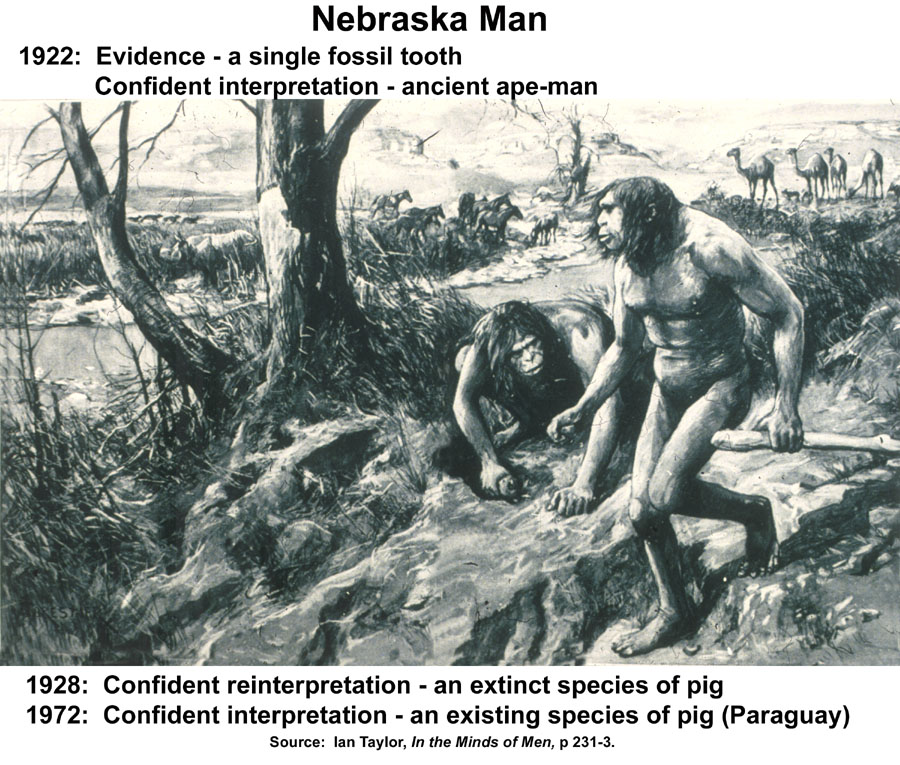 Nebraska Man
1922: Evidence - a single fossil tooth
Confident interpretation - ancient ape-man
1928: Confident reinterpretation - an extinct species of pig
1972: Confident interpretation - an existing species of pig (Paraguay)
Source: Ian Taylor, In the Minds of Men, p 231-3.